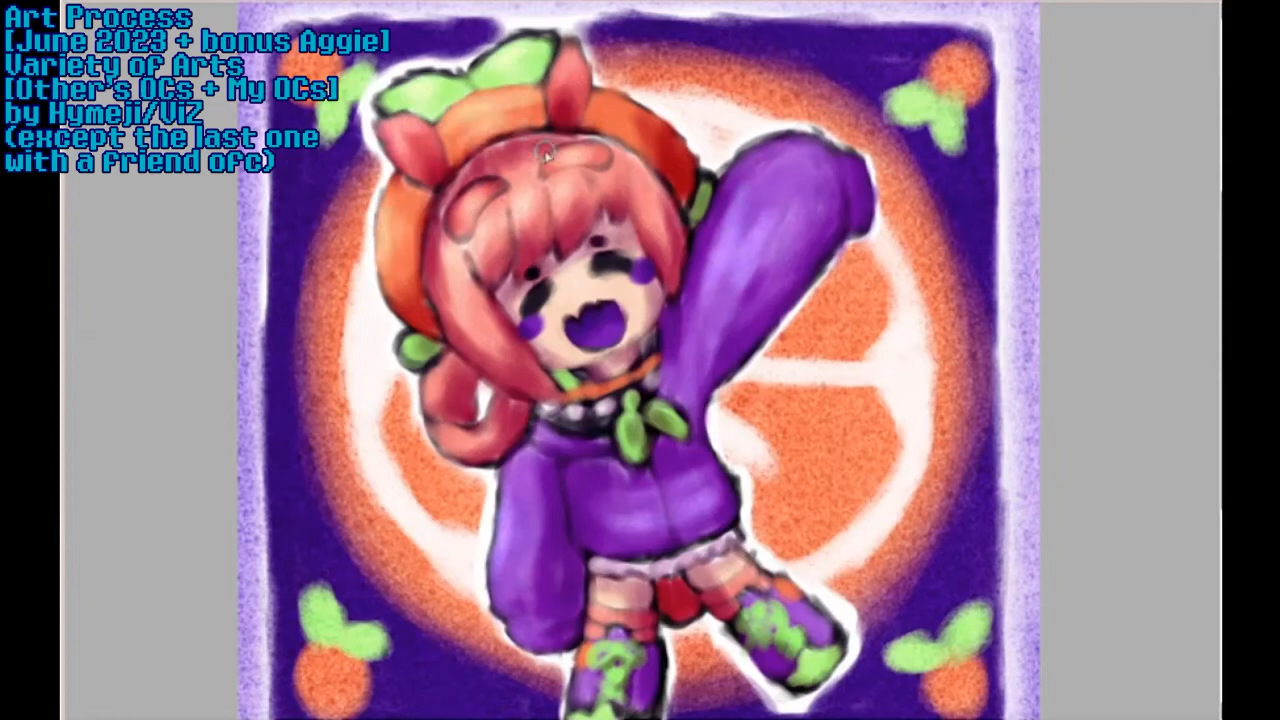 Art Process
[June 2023 + bonus Aggie]
Variety of Arts
[Other's OCs + My OCs]
by Hymeji/ViZ
(except the last one
with a friend ofc)